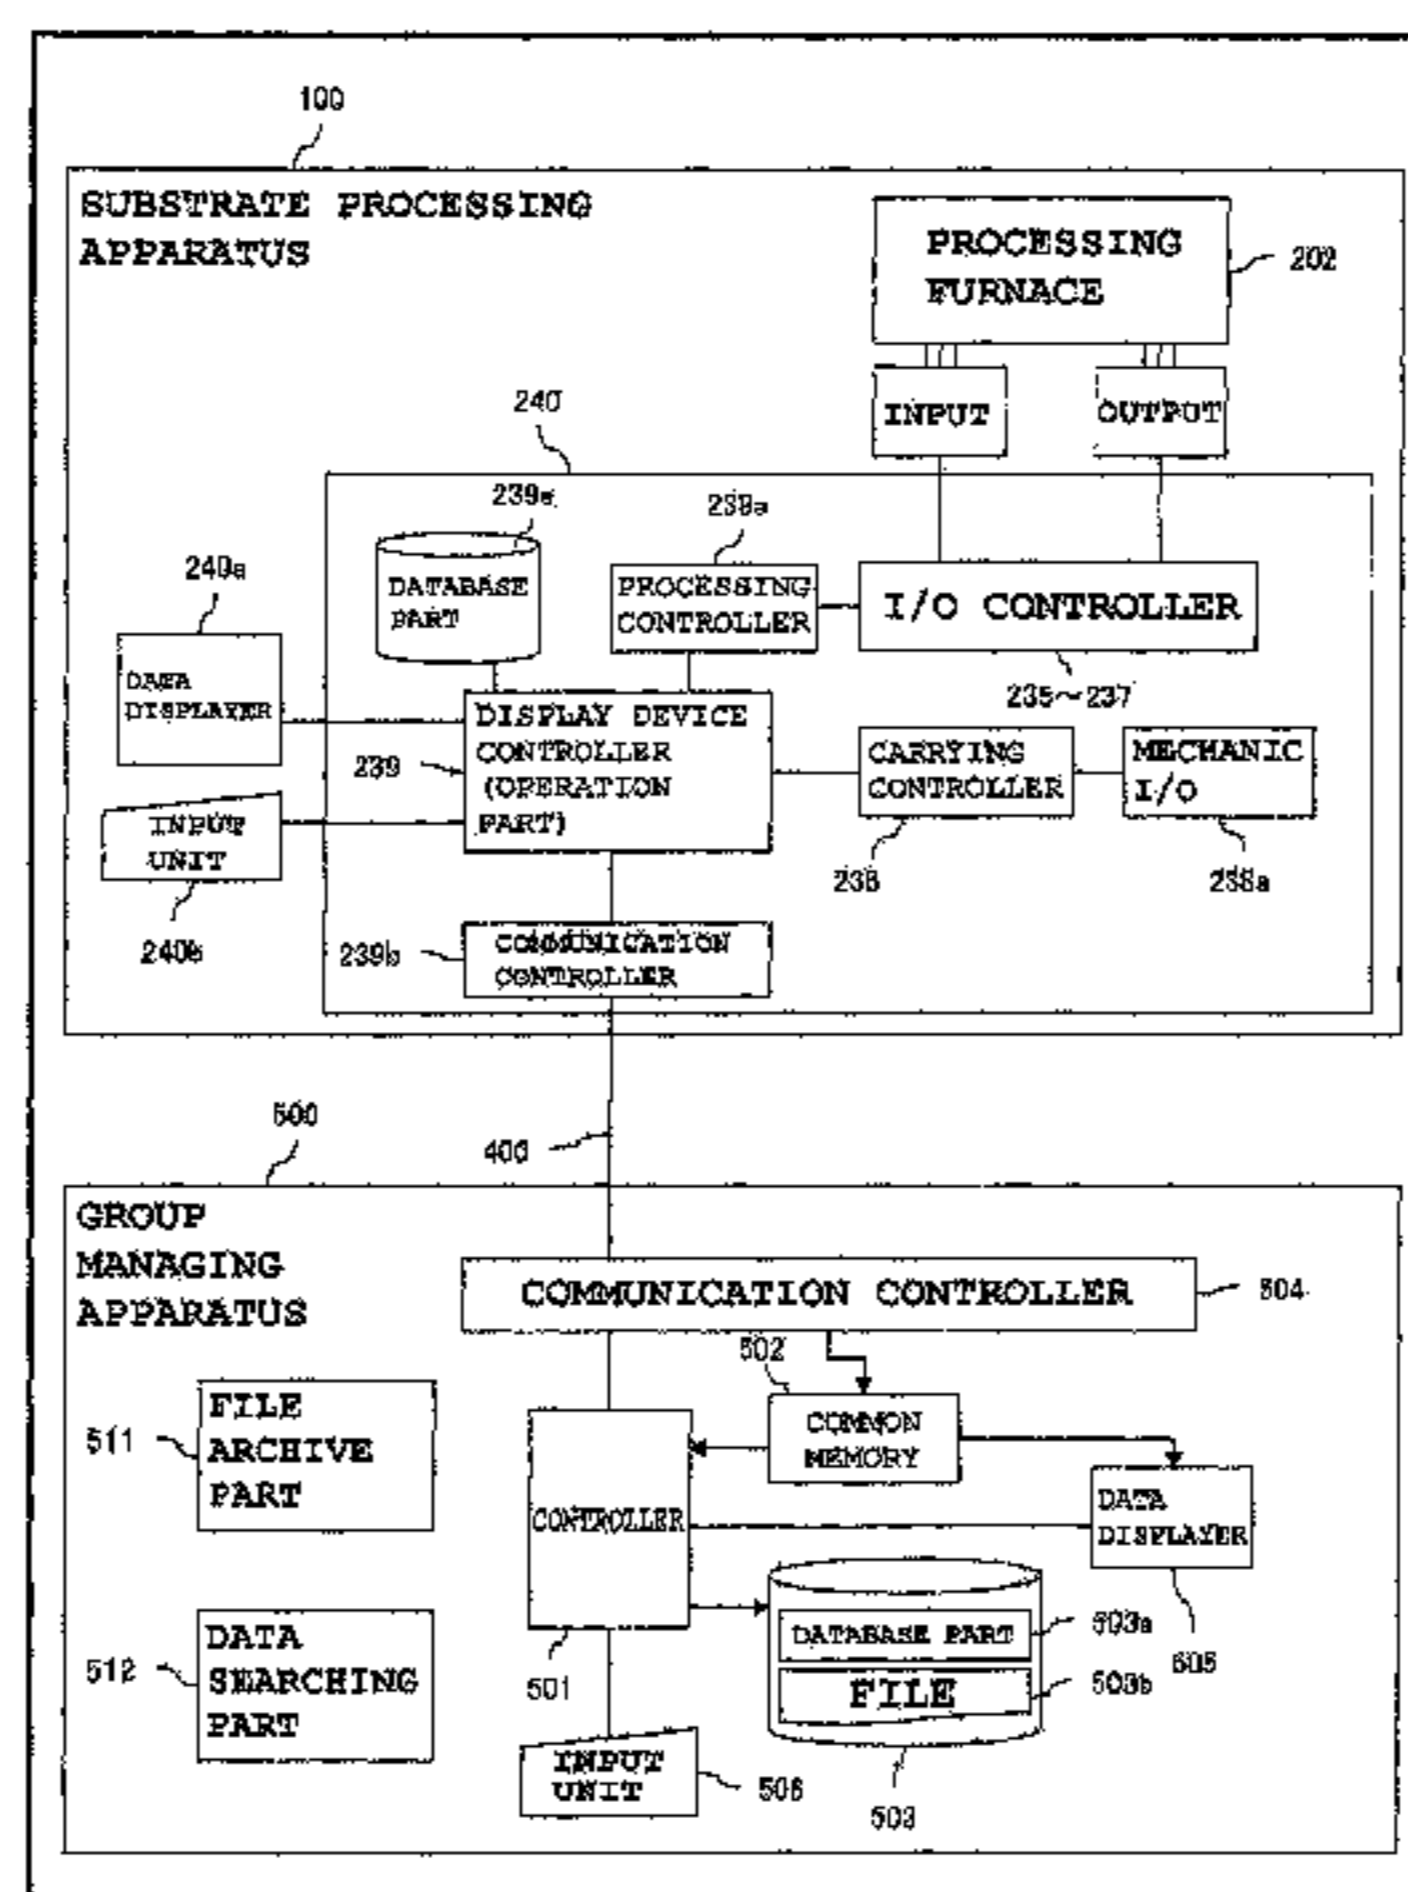 100
SUBSTRATE PROCESSING
APPARATUS
PROCESSING
FURNACE
202
INPUT
OUTPUT
240
239e
239a
240a
DATABASE
PART
PROCESSING
CONTROLLER
I/O CONTROLLER
235～237
DATA
DISPLAYER
DISPLAY DEVICE
CONTROLLER
(OPERATION
PART)
239
CARRYING
CONTROLLER
MECHANIC
I/O
238
238a
INPUT
UNIT
240b
239b
COMMUNICATION
CONTROLLER
400
500
GROUP
MANAGING
APPARATUS
COMMUNICATION CONTROLLER
504
502
COMMON
MEMORY
511
FILE
ARCHIVE
PART
CONTROLLER
DATA
DISPLAYER
505
512
DATA
SEARCHING
PART
501
DATABASE PART
503a
FILE
503b
503
INPUT
UNIT
506